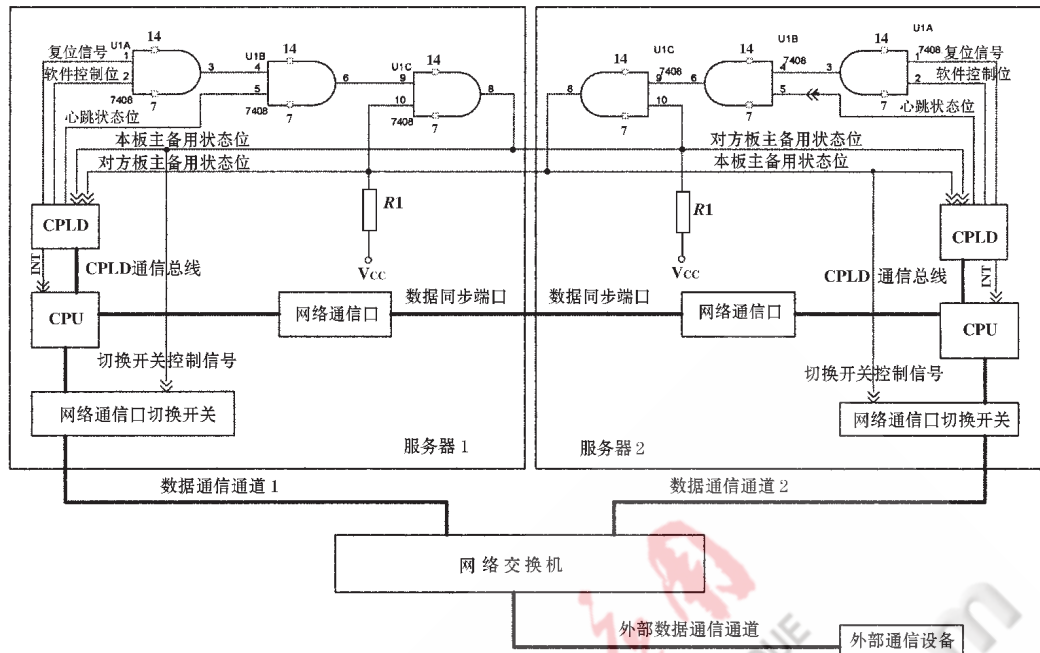 U1A
14
复位信号
1
软件控制位
2
3
7408
7
U1B
14
4
5
6
7408
7
心跳状态位
U1C
14
9
10
8
7408
7
本板主备用状态位
对方板主备用状态位
R1
Vcc
CPLD
INT
CPLD通信总线
CPU
网络通信口
数据同步端口
切换开关控制信号
网络通信口切换开关
服务器 1
U1A
14
7408
复位信号
1
软件控制位
2
3
7
U1B
14
7408
4
5
6
7
心跳状态位
U1C
14
7408
9
10
8
7
对方板主备用状态位
本板主备用状态位
R1
Vcc
CPLD
INT
CPLD 通信总线
CPU
数据同步端口
网络通信口
切换开关控制信号
网络通信口切换开关
服务器 2
数据通信通道 1
数据通信通道 2
网络交换机
外部数据通信通道
外部通信设备